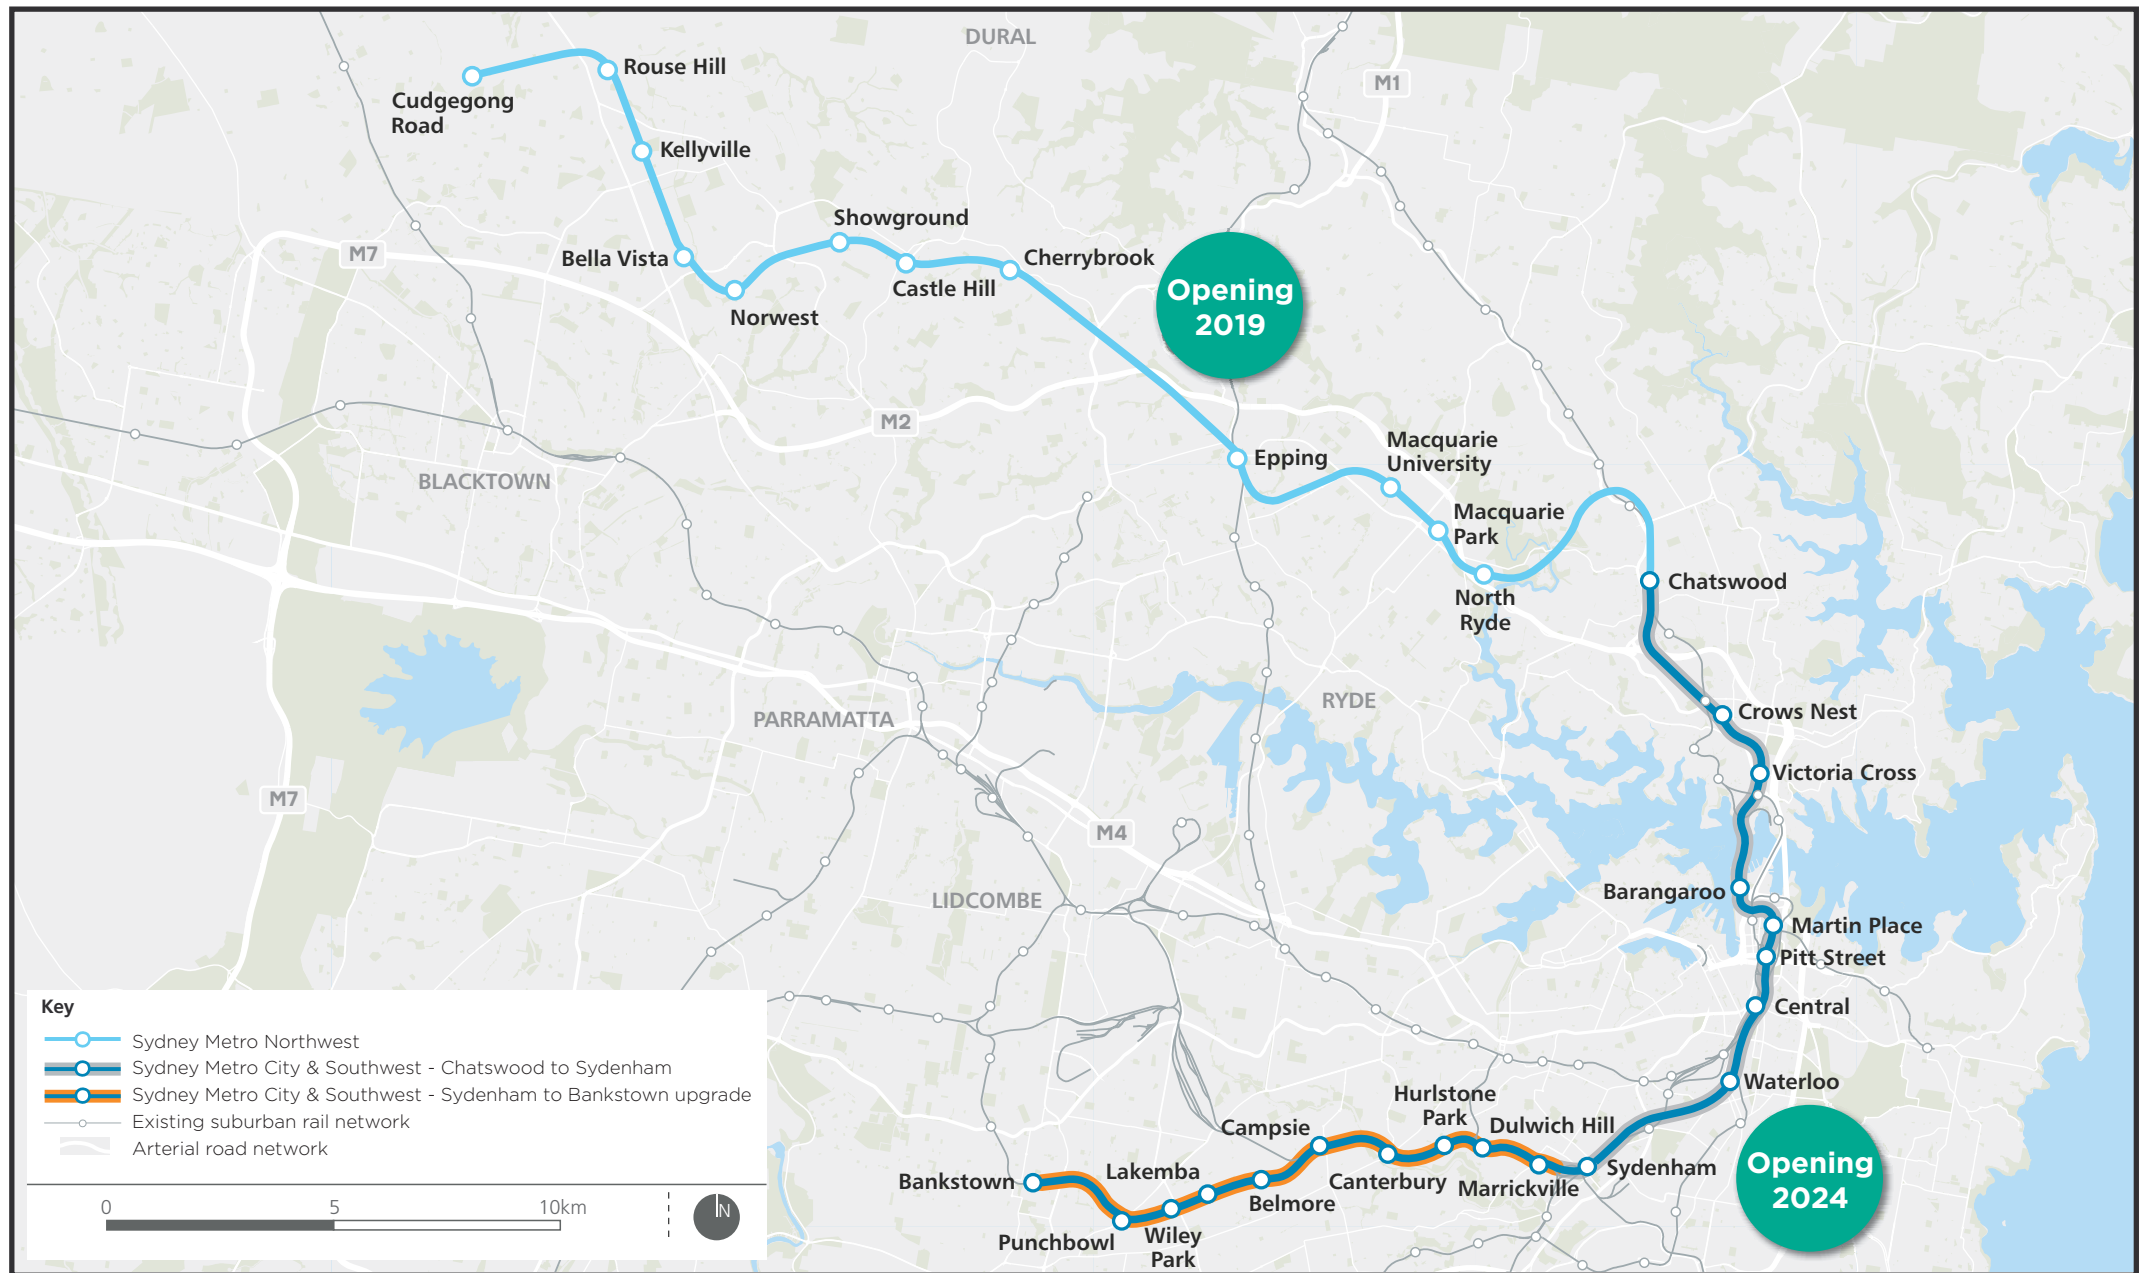 DURAL
M1
Rouse Hill
Cudgegong
Road
Kellyville
Showground
Bella Vista
Cherrybrook
Castle Hill
Norwest
M7
Opening
2019
M2
Macquarie
University
Epping
BLACKTOWN
Macquarie
Park
North
Ryde
Chatswood
RYDE
PARRAMATTA
Crows Nest
Victoria Cross
M7
M4
Barangaroo
LIDCOMBE
Martin Place
Pitt Street
Central
Waterloo
Hurlstone
Park
Dulwich Hill
Campsie
Sydenham
Lakemba
Bankstown
Canterbury
Marrickville
Belmore
Punchbowl
Wiley
Park
Opening
2024
Key
Sydney Metro Northwest
Sydney Metro City & Southwest - Chatswood to Sydenham
Sydney Metro City & Southwest - Sydenham to Bankstown upgrade
Existing suburban rail network
Arterial road network
0 5 10km
N